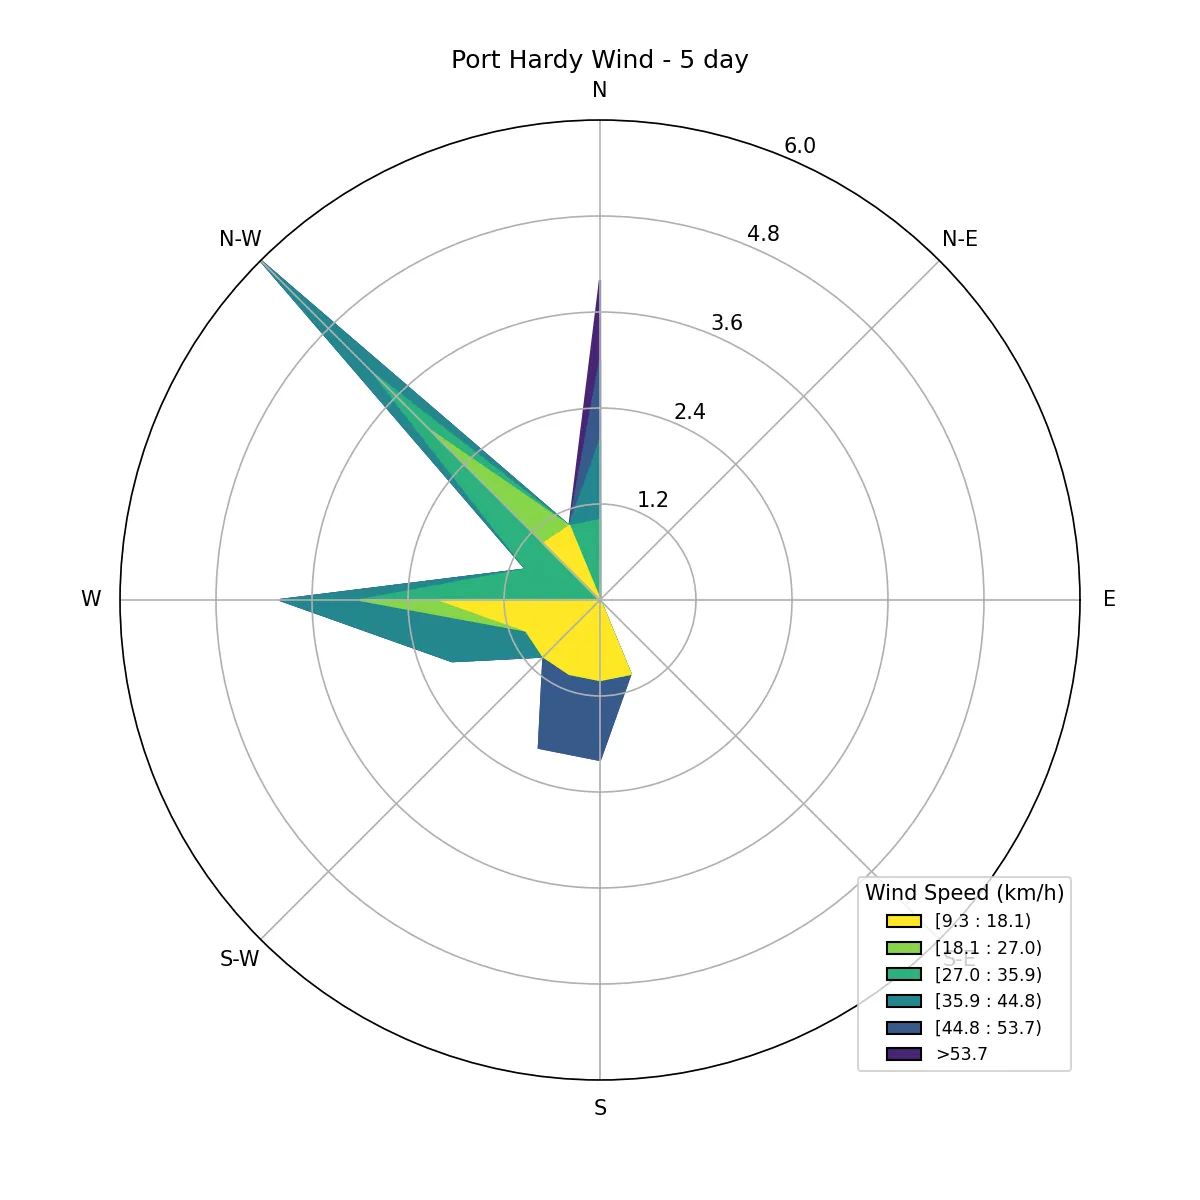 Port Hardy Wind - 5 day
N
6.0
N-W
N-E
4.8
3.6
2.4
1.2
W
E
Wind Speed (km/h)
[9.3 : 18.1)
[18.1 : 27.0)
S-W
S-E
[27.0 : 35.9)
[35.9 : 44.8)
[44.8 : 53.7)
>53.7
S